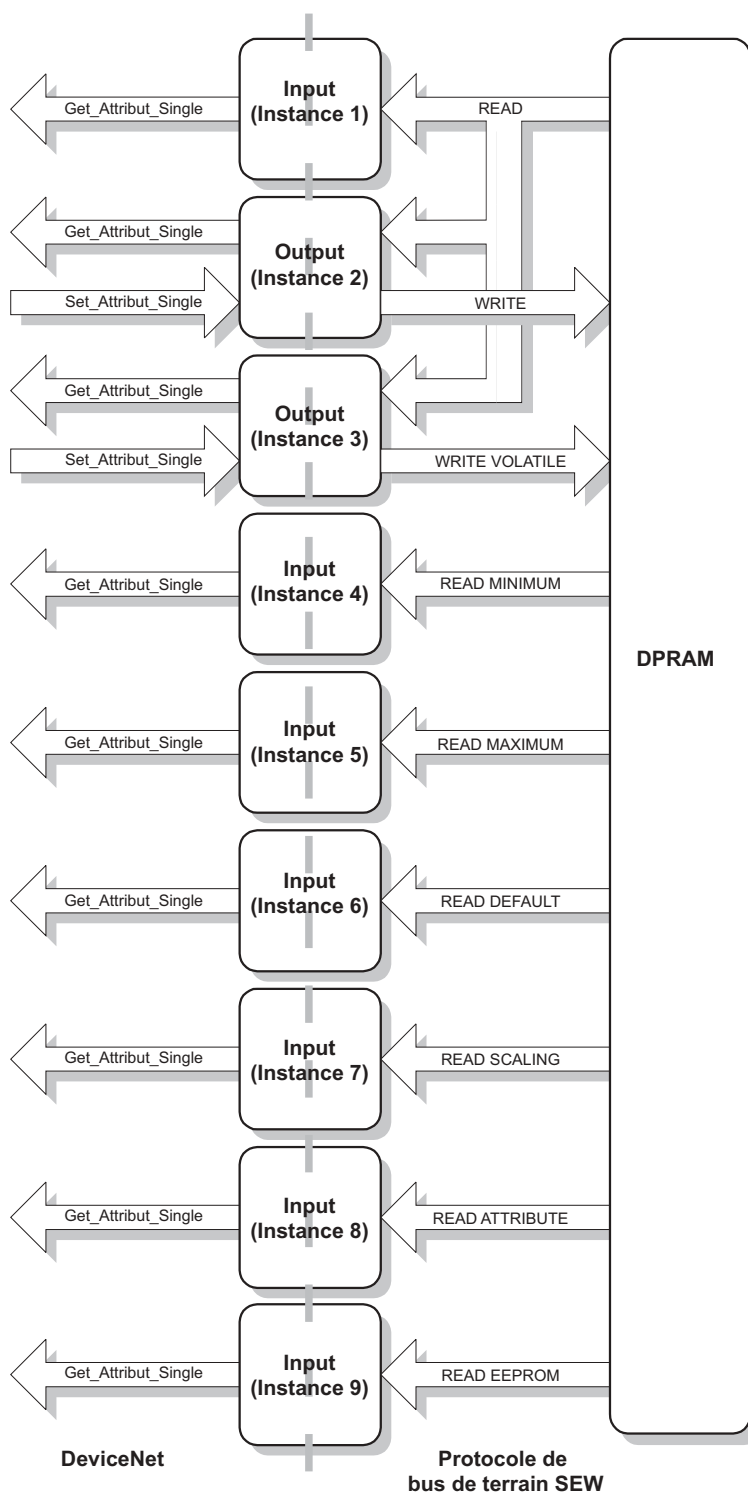 Input
(Instance 1)
Get_Attribut_Single
READ
Get_Attribut_Single
Output
(Instance 2)
Set_Attribut_Single
WRITE
Get_Attribut_Single
Output
(Instance 3)
Set_Attribut_Single
WRITE VOLATILE
Input
(Instance 4)
Get_Attribut_Single
READ MINIMUM
DPRAM
Input
(Instance 5)
Get_Attribut_Single
READ MAXIMUM
Input
(Instance 6)
Get_Attribut_Single
READ DEFAULT
Input
(Instance 7)
Get_Attribut_Single
READ SCALING
Input
(Instance 8)
Get_Attribut_Single
READ ATTRIBUTE
Input
(Instance 9)
Get_Attribut_Single
READ EEPROM
DeviceNet
Protocole de
bus de terrain SEW